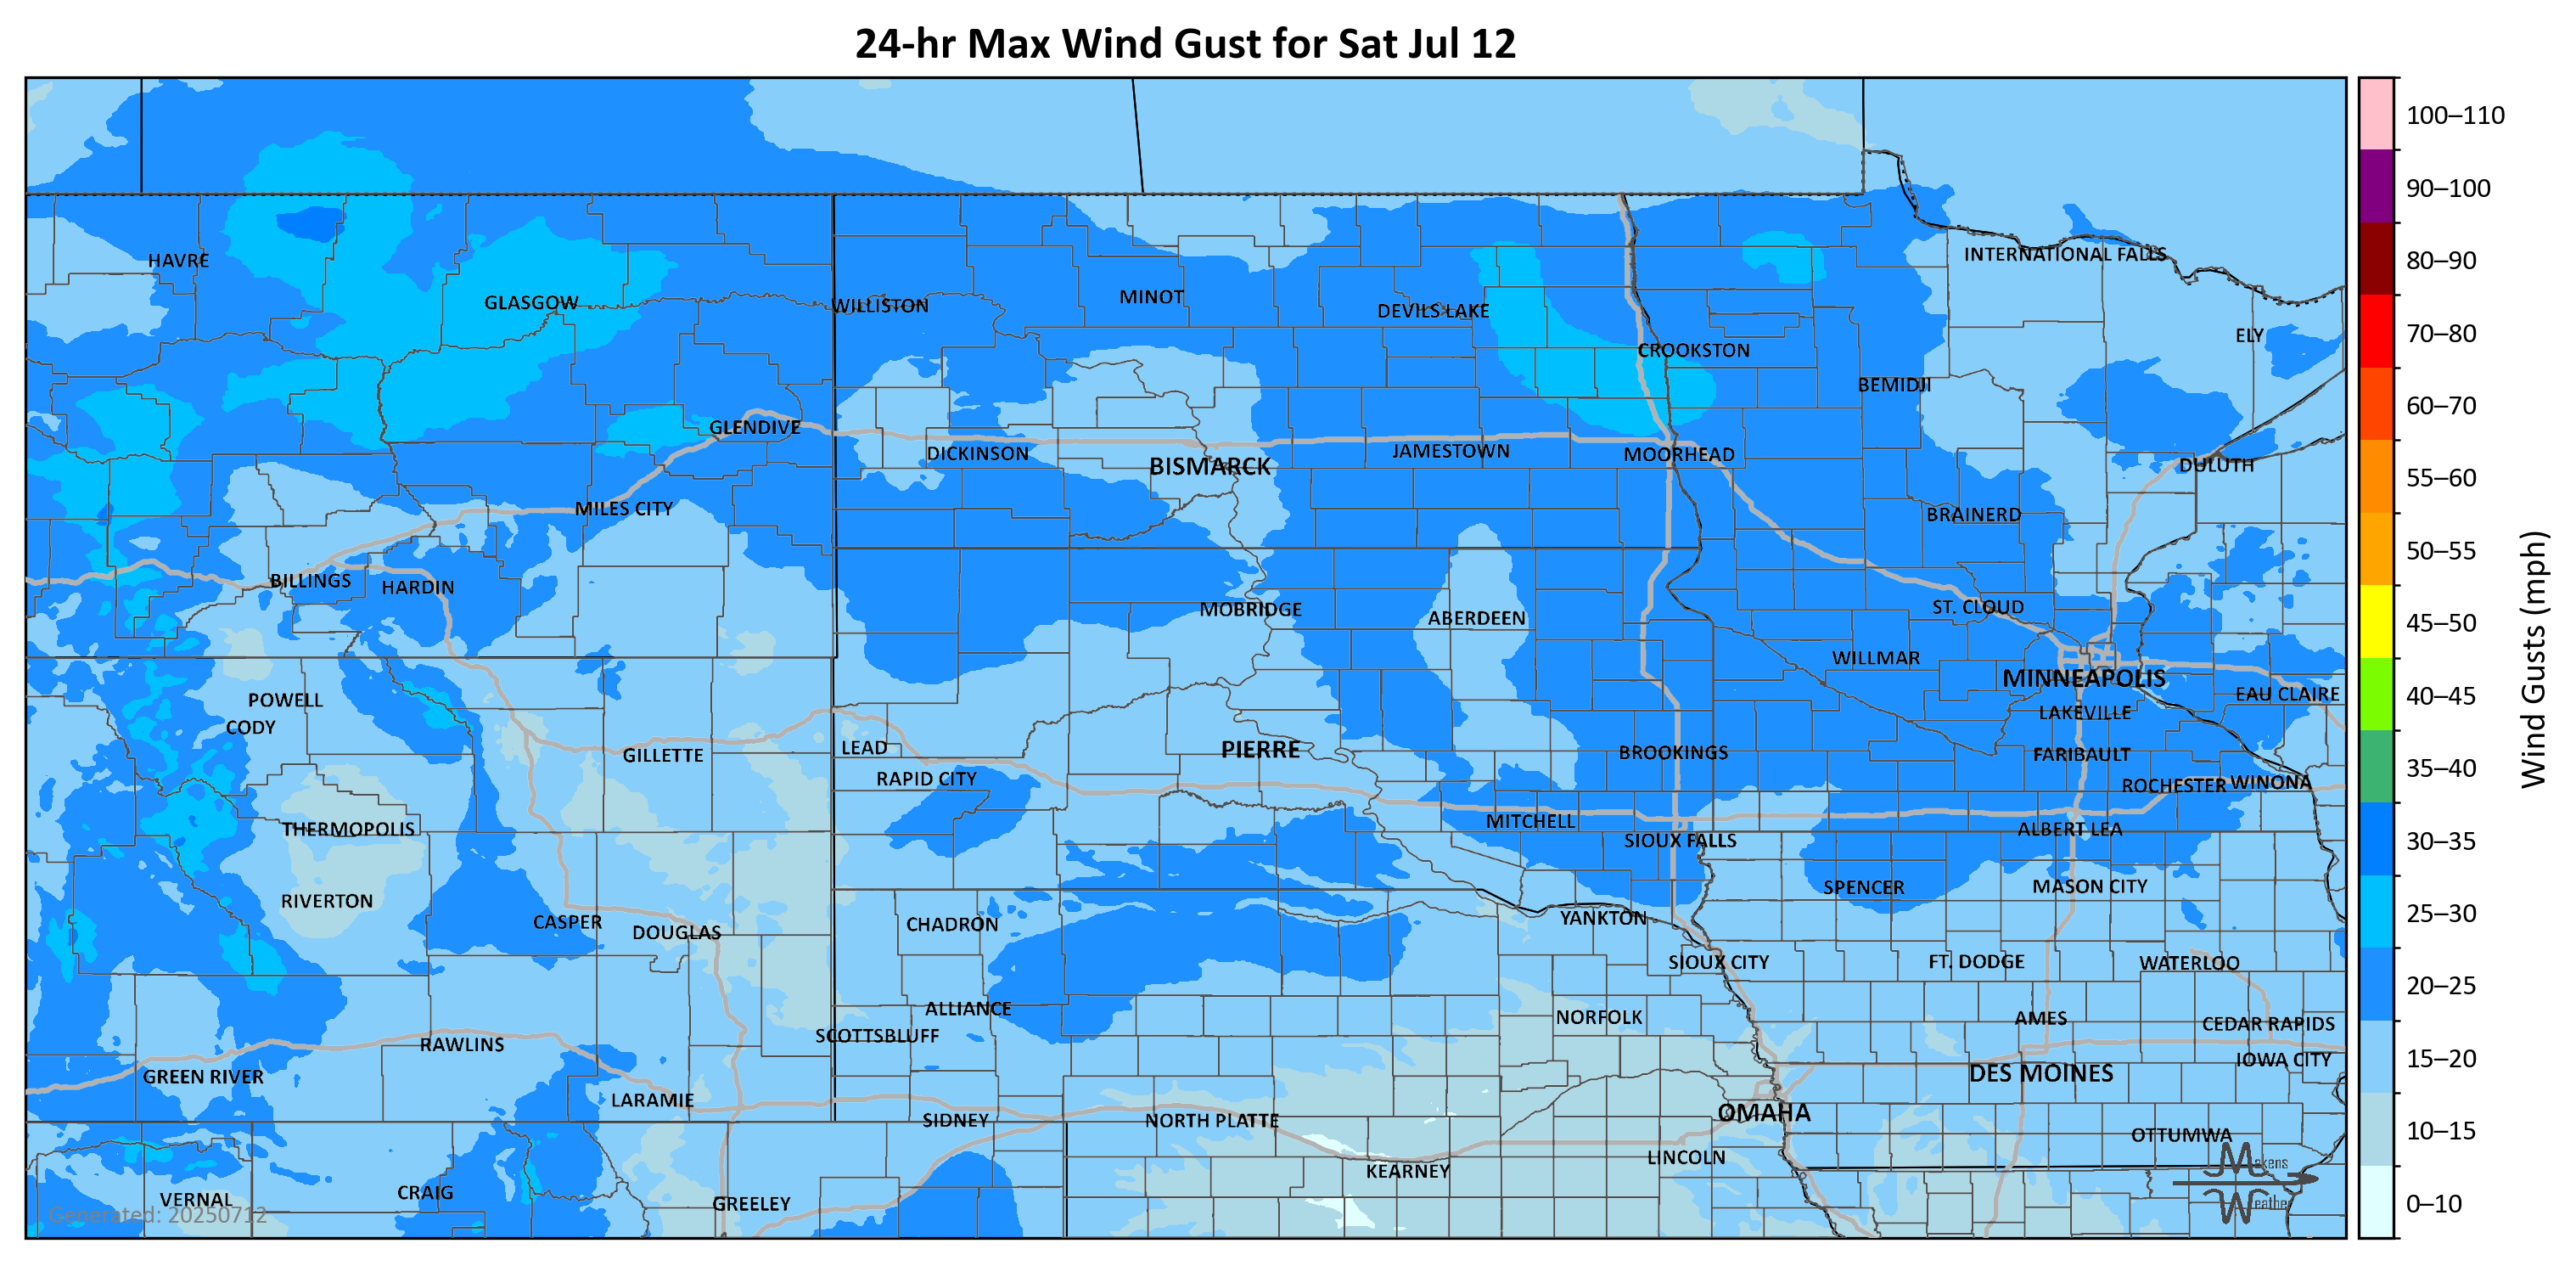 24-hr Max Wind Gust for Sat Jul 12
HAVRE
GLASGOW
WILLISTON
MINOT
DEVILS LAKE
CROOKSTON
INTERNATIONAL FALLS
ELY
BEMIDJI
GLENDIVE
DICKINSON
BISMARCK
JAMESTOWN
MOORHEAD
DULUTH
MILES CITY
BRAINERD
BILLINGS
HARDIN
MOBRIDGE
ABERDEEN
ST. CLOUD
WILLMAR
MINNEAPOLIS
EAU CLAIRE
POWELL
CODY
LAKEVILLE
GILLETTE
LEAD
PIERRE
BROOKINGS
FARIBAULT
RAPID CITY
ROCHESTER
WINONA
THERMOPOLIS
MITCHELL
SIOUX FALLS
ALBERT LEA
RIVERTON
SPENCER
MASON CITY
CASPER
DOUGLAS
CHADRON
YANKTON
SIOUX CITY
FT. DODGE
WATERLOO
ALLIANCE
NORFOLK
AMES
CEDAR RAPIDS
SCOTTSBLUFF
RAWLINS
IOWA CITY
GREEN RIVER
DES MOINES
LARAMIE
SIDNEY
NORTH PLATTE
OMAHA
OTTUMWA
LINCOLN
KEARNEY
VERNAL
CRAIG
GREELEY
Generated: 20250712
Makens
Weather
100–110
90–100
80–90
70–80
60–70
55–60
50–55
45–50
40–45
35–40
30–35
25–30
20–25
15–20
10–15
0–10
Wind Gusts (mph)